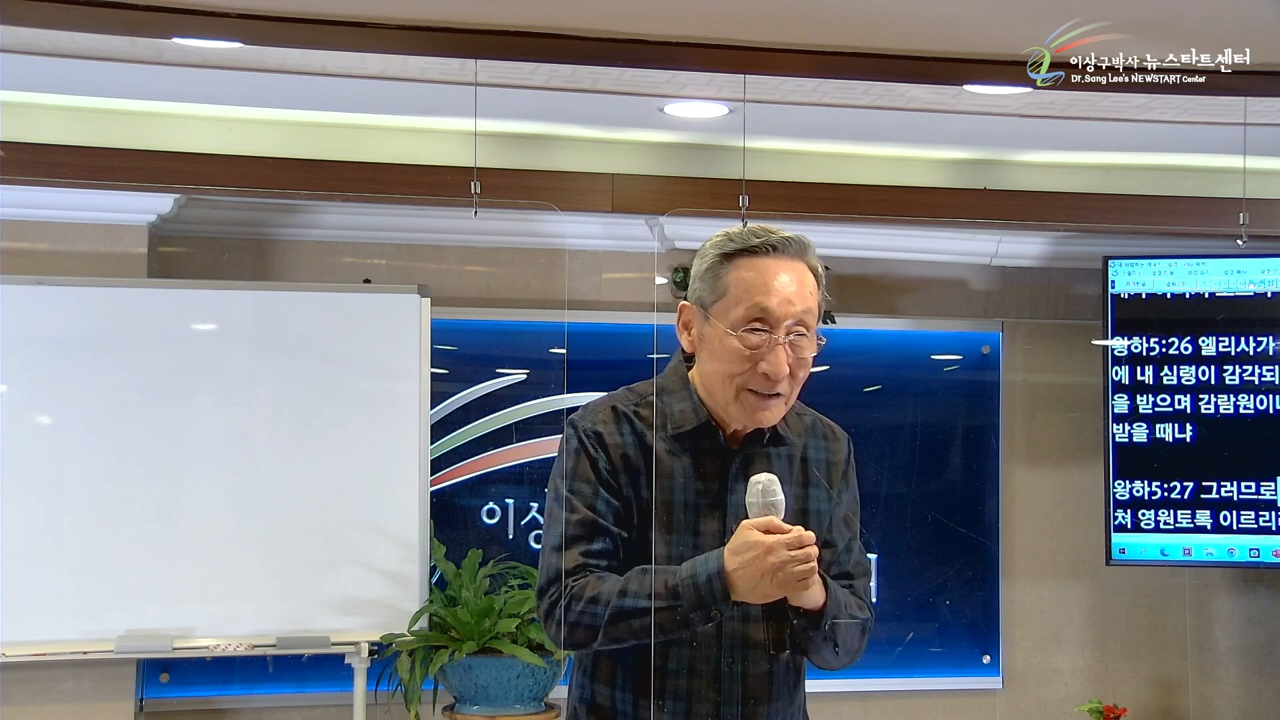 이상구박사 뉴스타트센터
Dr. Sang Lee's NEWSTART Center
왕하5:26 엘리사가
에 내 심령이 감각되
을 받으며 감람원이나
받을 때냐
왕하5:27 그러므로
쳐 영원토록 이르리
이상